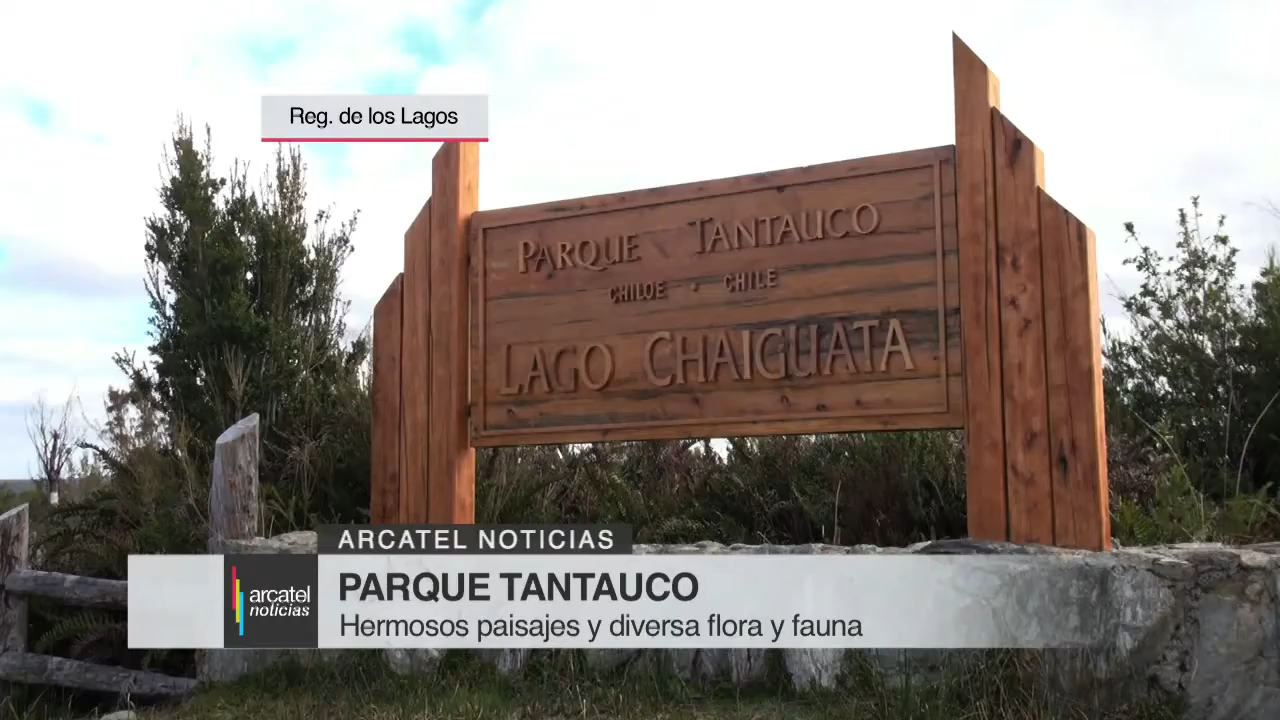 Reg. de los Lagos
PARQUE TANTAUCO
CHILOE • CHILE
LAGO CHAIGUATA
ARCATEL NOTICIAS
arcatel
noticias
PARQUE TANTAUCO
Hermosos paisajes y diversa flora y fauna